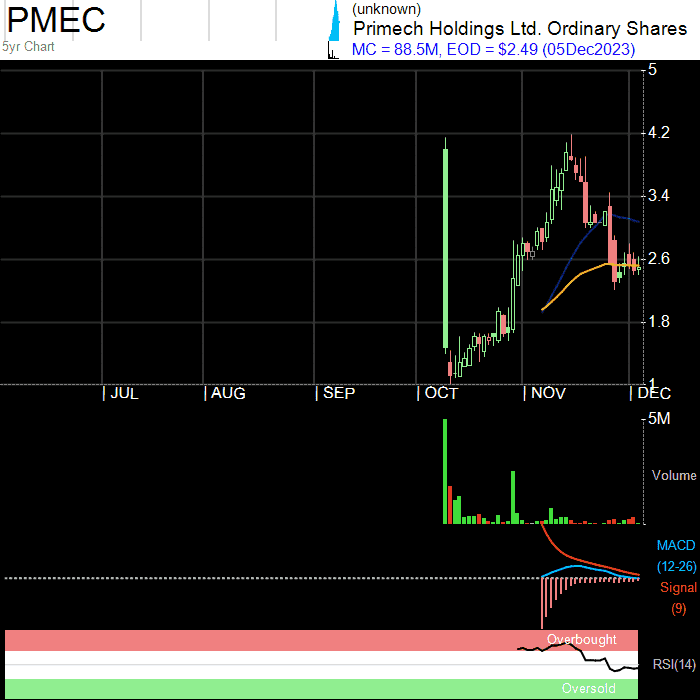 PMEC
(unknown)
Primech Holdings Ltd. Ordinary Shares
5yr Chart
MC = 88.5M, EOD = $2.49 (05Dec2023)
5
4.2
3.4
2.6
1.8
1
JUL
AUG
SEP
OCT
NOV
DEC
5M
Volume
MACD
(12-26)
Signal
(9)
Overbought
RSI(14)
Oversold